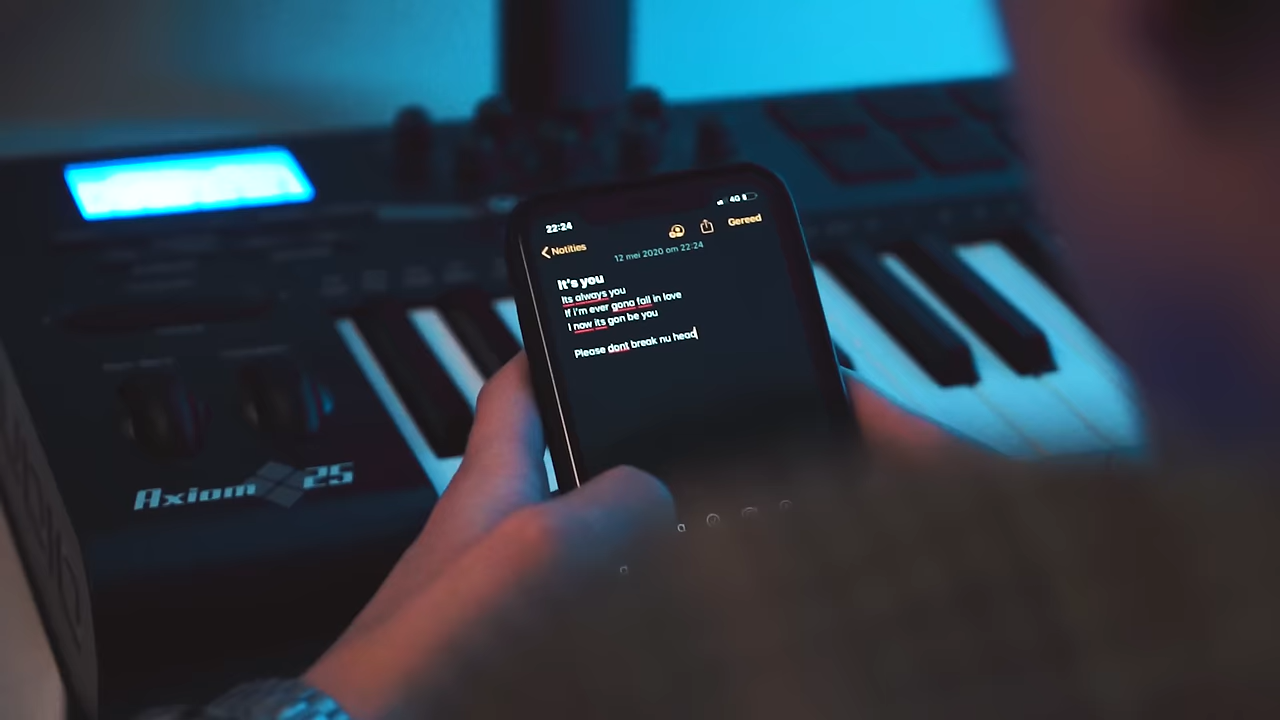 22:24
4G
Notities
Gereed
12 mei 2020 om 22:24
It's you
Its always you
If i'm ever gona fall in love
I now its gon be you
Please dont break nu head
Axiom 25